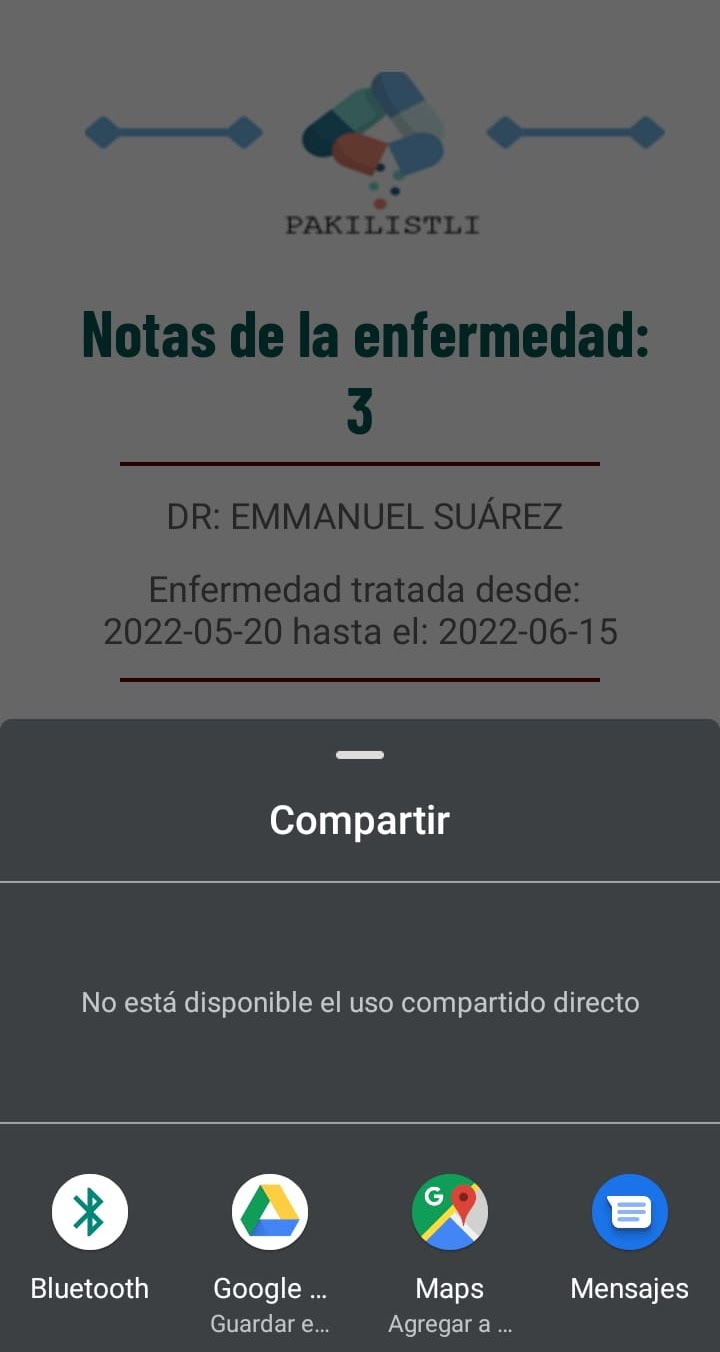 PAKILISTLI
Notas de la enfermedad:
3
DR: EMMANUEL SUÁREZ
Enfermedad tratada desde:
2022-05-20 hasta el: 2022-06-15
Compartir
No está disponible el uso compartido directo
Bluetooth
Google ...
Maps
Mensajes
Guardar e...
Agregar a ...